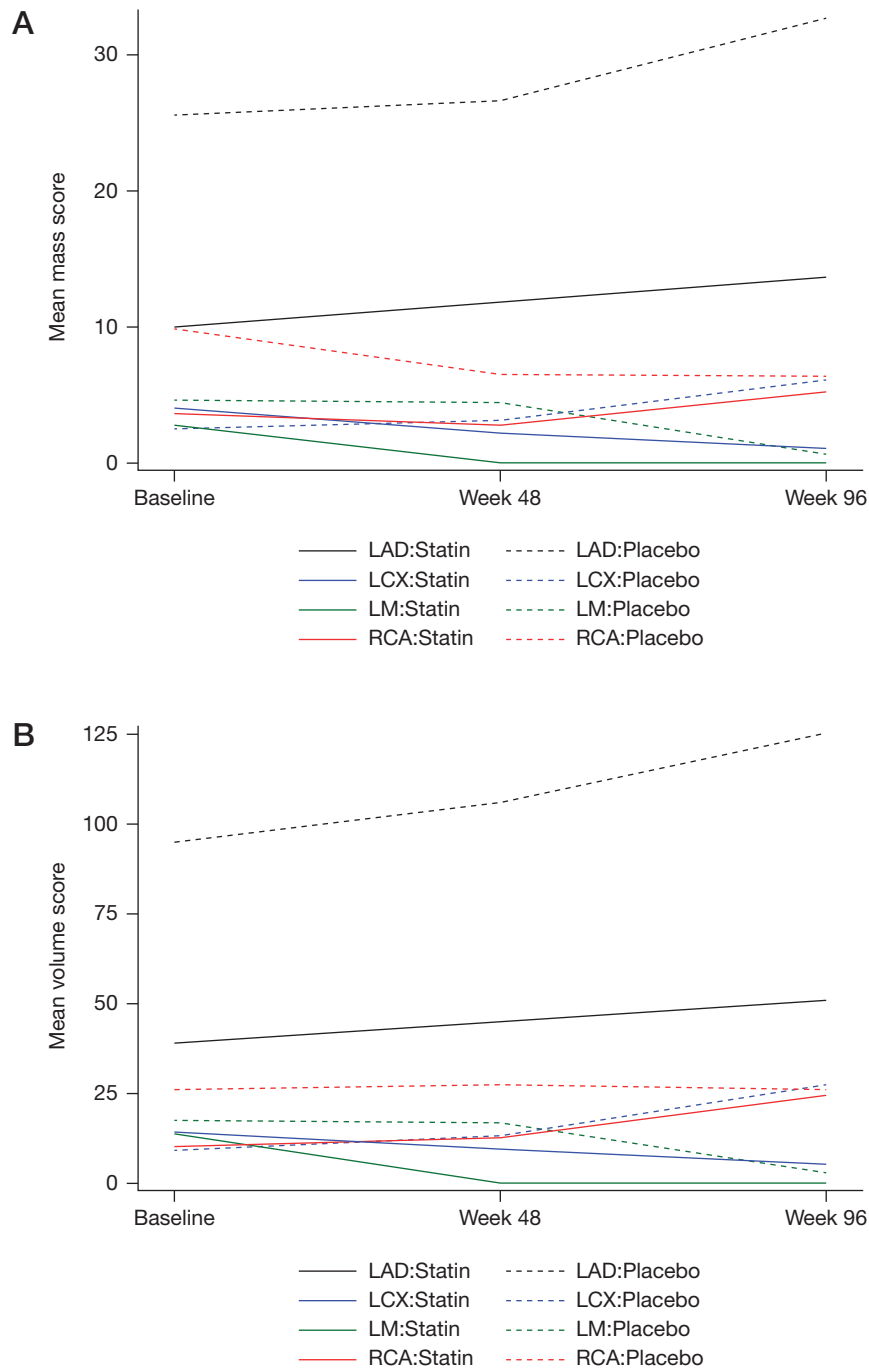 A
Mean mass score
30
20
10
0
Baseline Week 48 Week 96
LAD:Statin LAD:Placebo
LCX:Statin LCX:Placebo
LM:Statin LM:Placebo
RCA:Statin RCA:Placebo
B
Mean volume score
125
100
75
50
25
0
Baseline Week 48 Week 96
LAD:Statin LAD:Placebo
LCX:Statin LCX:Placebo
LM:Statin LM:Placebo
RCA:Statin RCA:Placebo